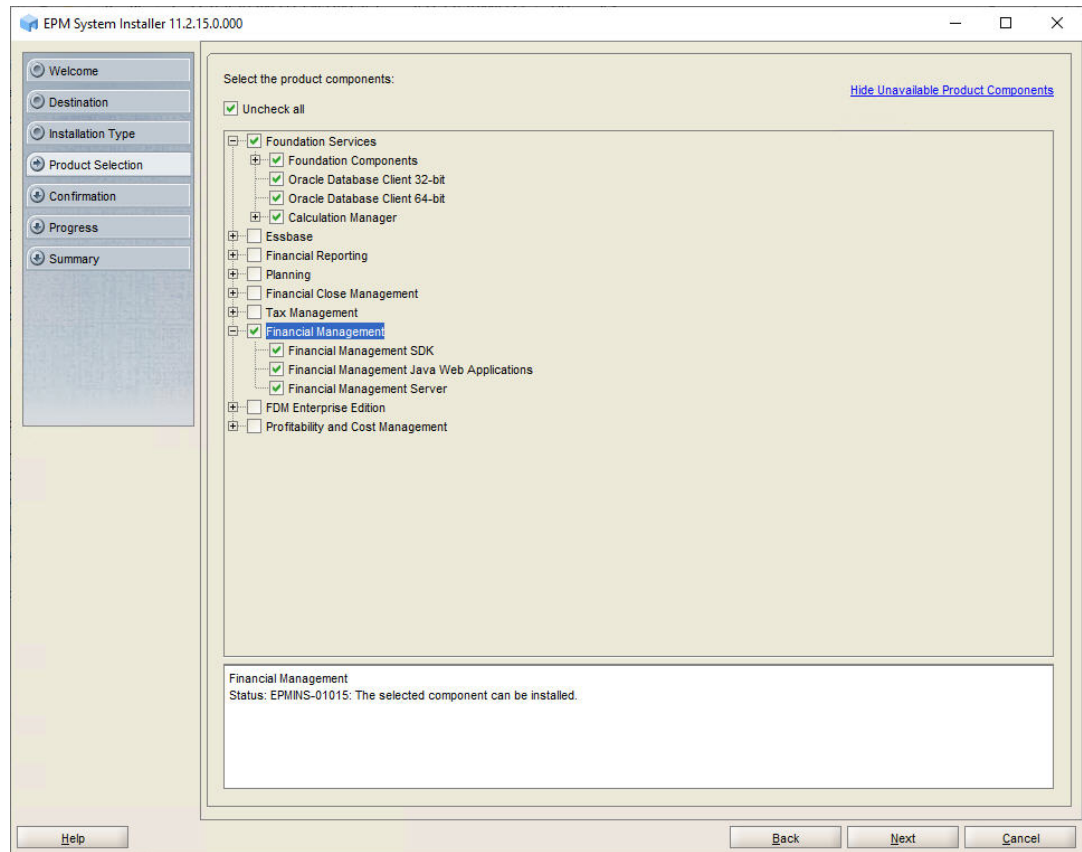 EPM System Installer 11.2.15.0.000
Welcome
Destination
Installation Type
Product Selection
Confirmation
Progress
Summary
Select the product components:
Hide Unavailable Product Components
Uncheck all
Foundation Services
Foundation Components
Oracle Database Client 32-bit
Oracle Database Client 64-bit
Calculation Manager
Essbase
Financial Reporting
Planning
Financial Close Management
Tax Management
Financial Management
Financial Management SDK
Financial Management Java Web Applications
Financial Management Server
FDM Enterprise Edition
Profitability and Cost Management
Financial Management
Status: EPMINS-01015: The selected component can be installed.
Help
Back
Next
Cancel